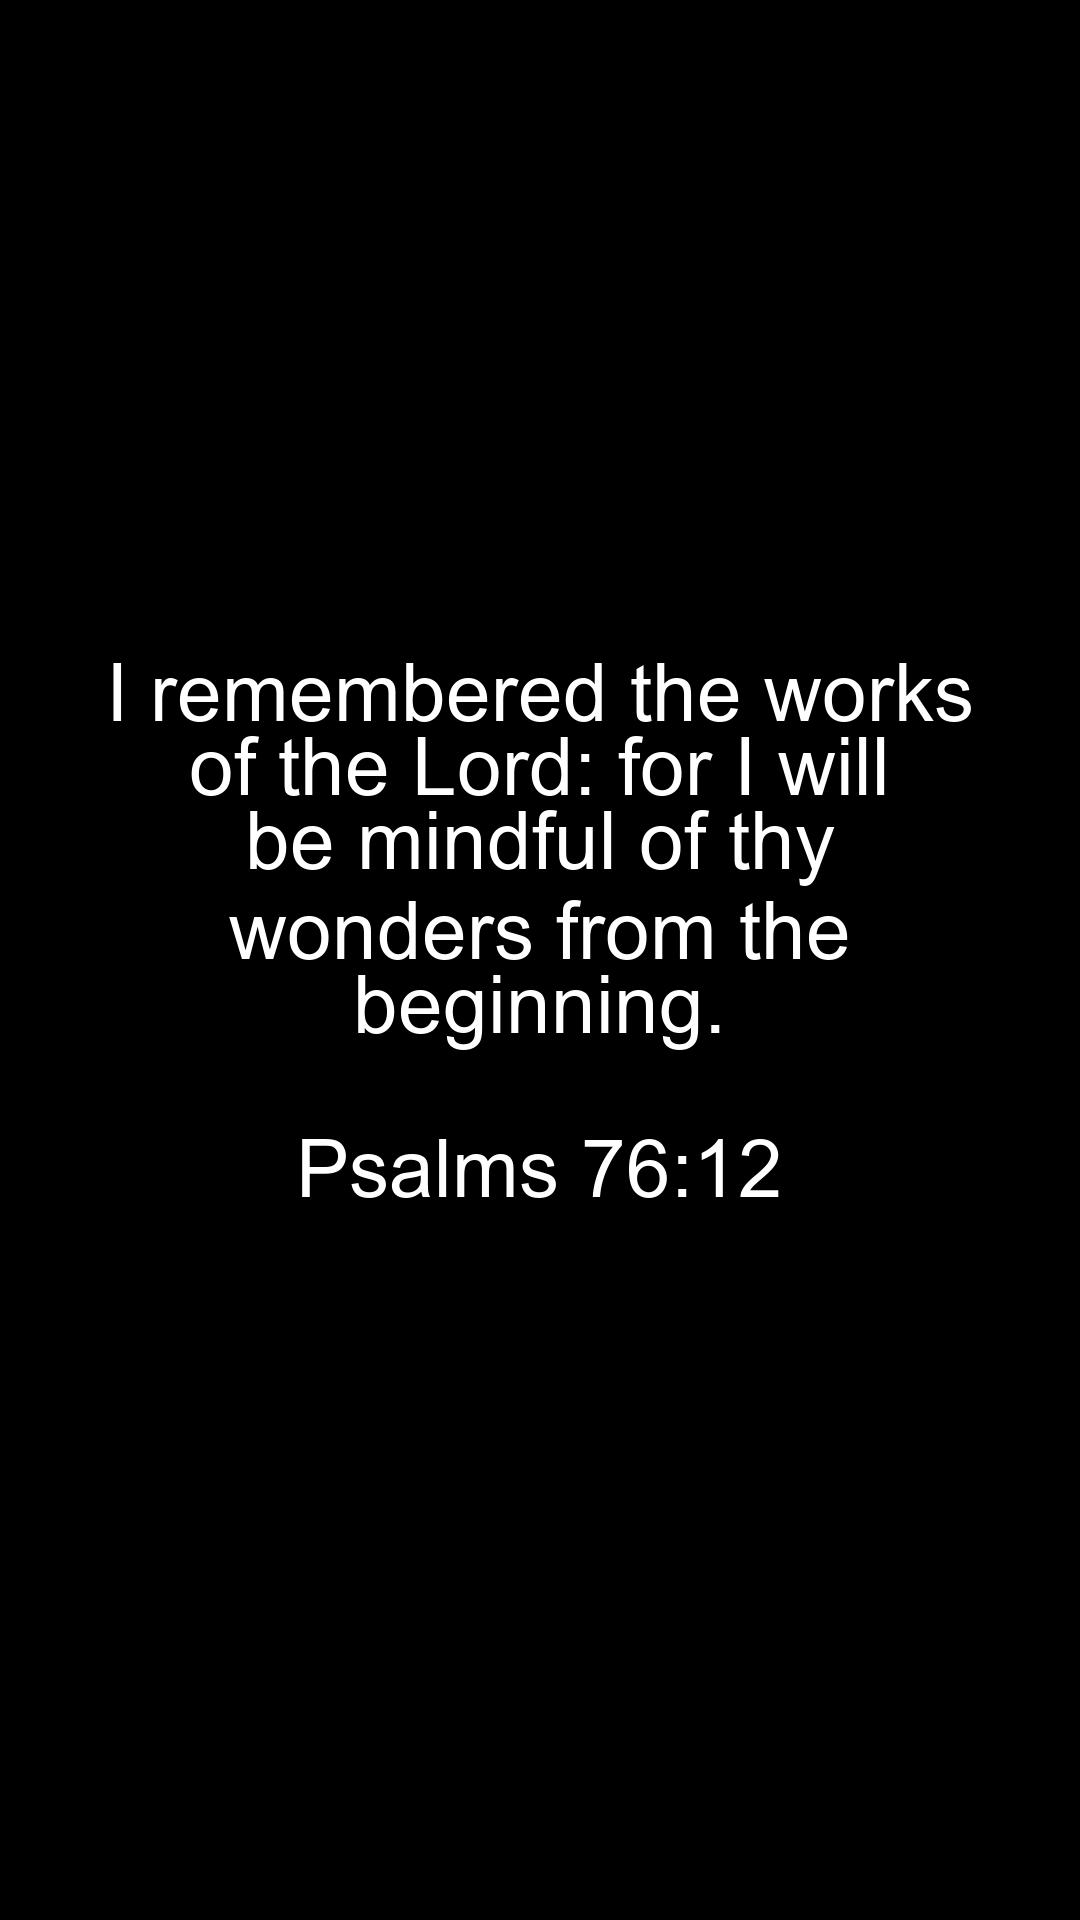 I remembered the works
of the Lord: for I will
be mindful of thy
wonders from the
beginning.
Psalms 76:12